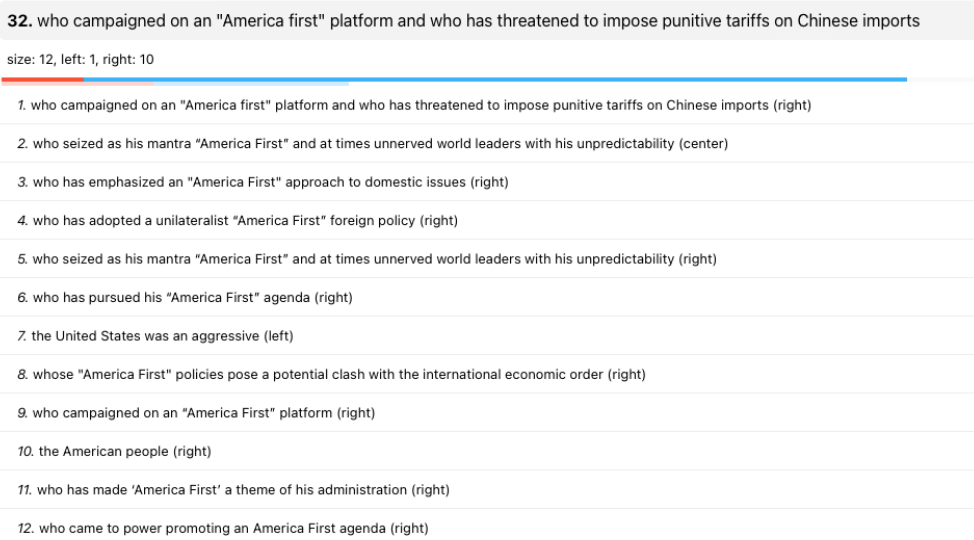 32. who campaigned on an "America first" platform and who has threatened to impose punitive tariffs on Chinese imports
size: 12, left: 1, right: 10
1. who campaigned on an "America first" platform and who has threatened to impose punitive tariffs on Chinese imports (right)
2. who seized as his mantra “America First” and at times unnerved world leaders with his unpredictability (center)
3. who has emphasized an "America First" approach to domestic issues (right)
4. who has adopted a unilateralist “America First” foreign policy (right)
5. who seized as his mantra “America First” and at times unnerved world leaders with his unpredictability (right)
6. who has pursued his “America First” agenda (right)
7. the United States was an aggressive (left)
8. whose "America First" policies pose a potential clash with the international economic order (right)
9. who campaigned on an “America First” platform (right)
10. the American people (right)
11. who has made ‘America First’ a theme of his administration (right)
12. who came to power promoting an America First agenda (right)